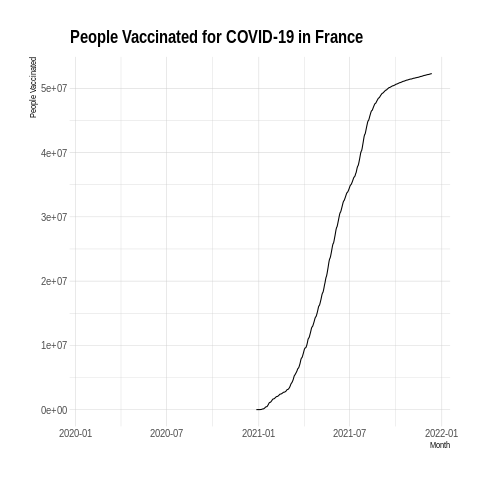 People Vaccinated for COVID-19 in France
People Vaccinated
5e+07
4e+07
3e+07
2e+07
1e+07
0e+00
2020-01 2020-07 2021-01 2021-07 2022-01
Month